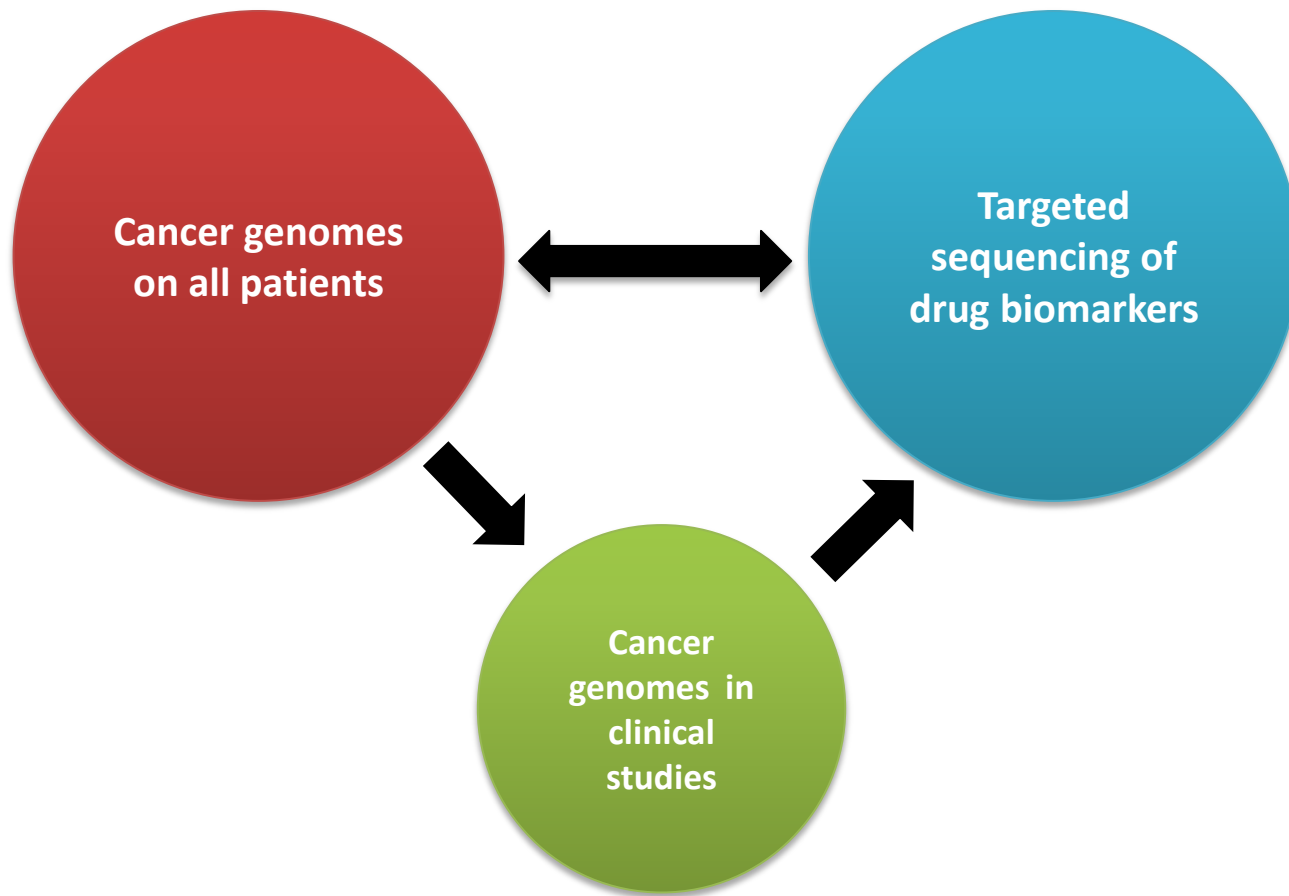 Cancer genomes
on all patients
Targeted
sequencing of
drug biomarkers
Cancer
genomes  in
clinical
studies